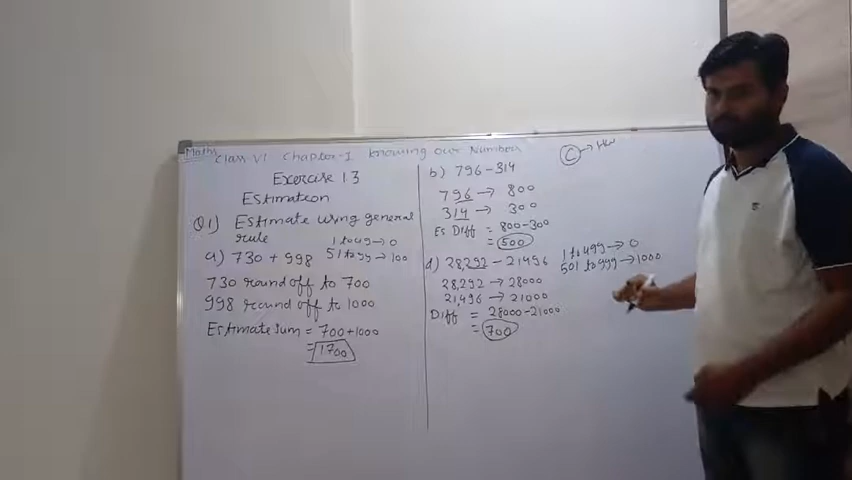 Maths
Class-VI Chapter-1 knowing our Number
Exercise 1.3
Estimation
Q1) Estimate using general
rule
1 to 49 → 0
51 to 99 → 100
a) 730 + 998
730 round off to 700
998 round off to 1000
Estimate sum = 700+1000
= 1700
b) 796-314
796 → 800
314 → 300
Es Diff = 800-300
= 500
C → HW
d) 28,292 - 21496
1 to 499 → 0
501 to 999 → 1000
28,292 → 28000
21,496 → 21000
Diff = 28000-21000
= 700